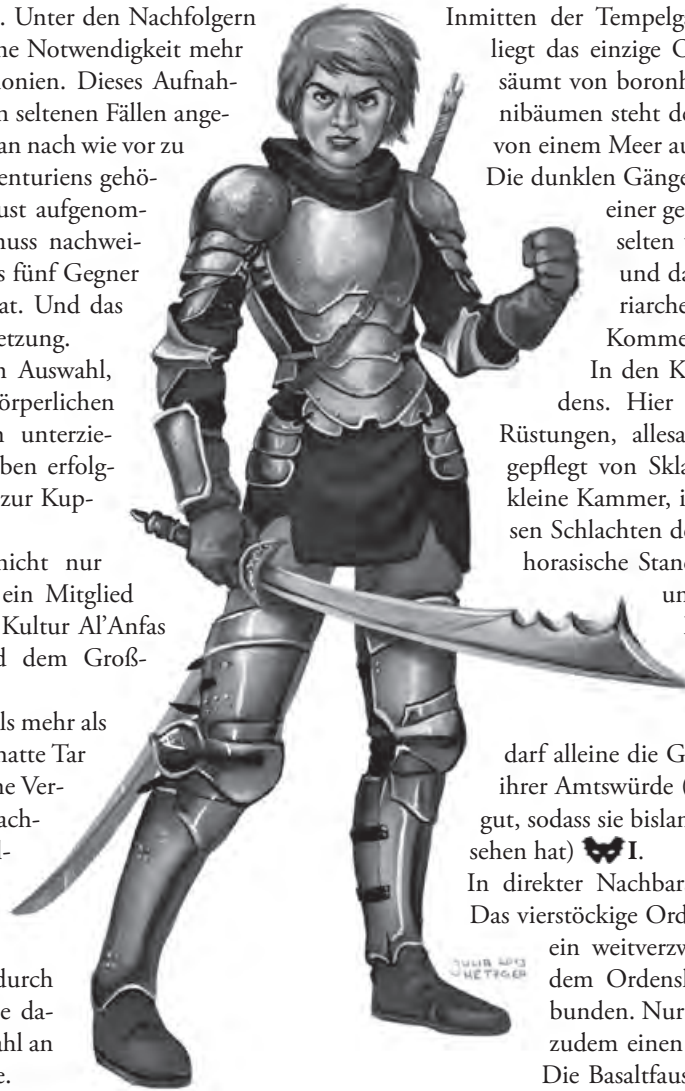 . Unter den Nachfolgern
ne Notwendigkeit mehr
onien. Dieses Aufnah-
n seltenen Fällen ange-
an nach wie vor zu
enturiens gehö-
ust aufgenom-
nuss nachwei-
s fünf Gegner
at. Und das
etzung.
n Auswahl,
örperlichen
n unterzie-
ben erfolg-
zur Kup-
nicht nur
ein Mitglied
Kultur Al'Anfas
d dem Groß-
ls mehr als
hatte Tar
ne Ver-
ach-
l-
durch
e da-
ahl an
e.
Inmitten der Tempelga
liegt das einzige O
säumt von boronh
nibäumen steht de
von einem Meer au
Die dunklen Gänge
einer ge
selten
und da
riarche
Komme
In den K
dens. Hier
Rüstungen, allesa
gepflegt von Skla
kleine Kammer, i
sen Schlachten de
horasische Stand
un
darf alleine die G
ihrer Amtswürde (
gut, sodass sie bislan
sehen hat) I.
In direkter Nachbar
Das vierstöckige Ord
ein weitverzw
dem Ordensh
bunden. Nur
zudem einen
Die Basaltfaus
JULIA 2013
METZGER